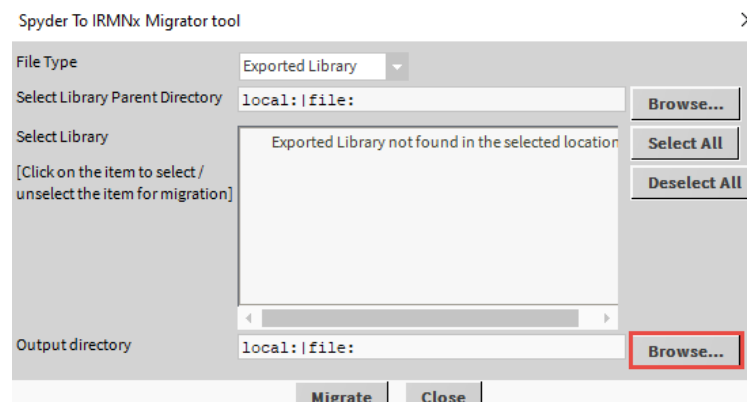 Spyder To IRMNx Migrator tool
File Type
Exported Library
Select Library Parent Directory
local:|file:
Browse...
Select Library
Exported Library not found in the selected location
Select All
[Click on the item to select /
unselect the item for migration]
Deselect All
Output directory
local:|file:
Browse...
Migrate
Close